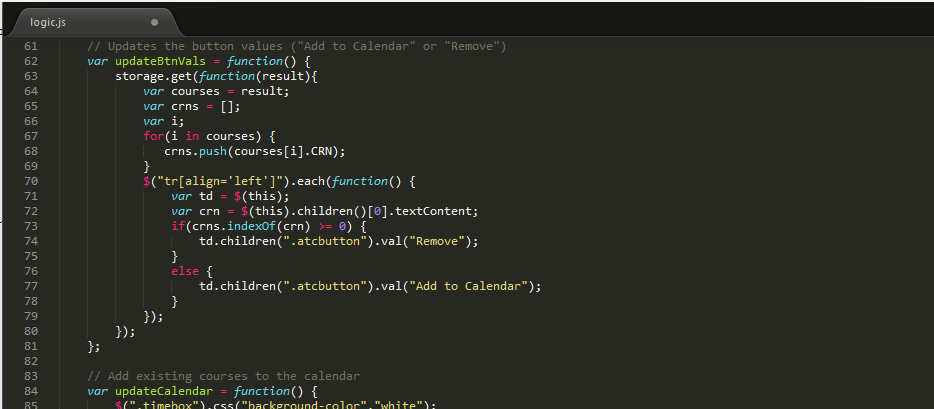 logic.js
61 // Updates the button values ("Add to Calendar" or "Remove")
62 var updateBtnVals = function() {
63 storage.get(function(result){
64 var courses = result;
65 var crns = [];
66 var i;
67 for(i in courses) {
68 crns.push(courses[i].CRN);
69 }
70 $("tr[align='left']").each(function() {
71 var td = $(this);
72 var crn = $(this).children()[0].textContent;
73 if(crns.indexOf(crn) >= 0) {
74 td.children(".atcbutton").val("Remove");
75 }
76 else {
77 td.children(".atcbutton").val("Add to Calendar");
78 }
79 });
80 });
81 };
82
83 // Add existing courses to the calendar
84 var updateCalendar = function() {
85 $(".timebox").css("background-color","white");